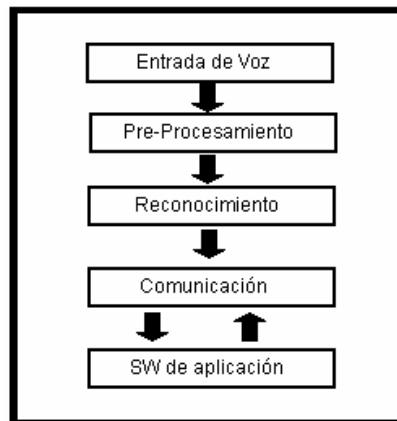 Entrada de Voz
Pre-Procesamiento
Reconocimiento
Comunicación
SW de aplicación